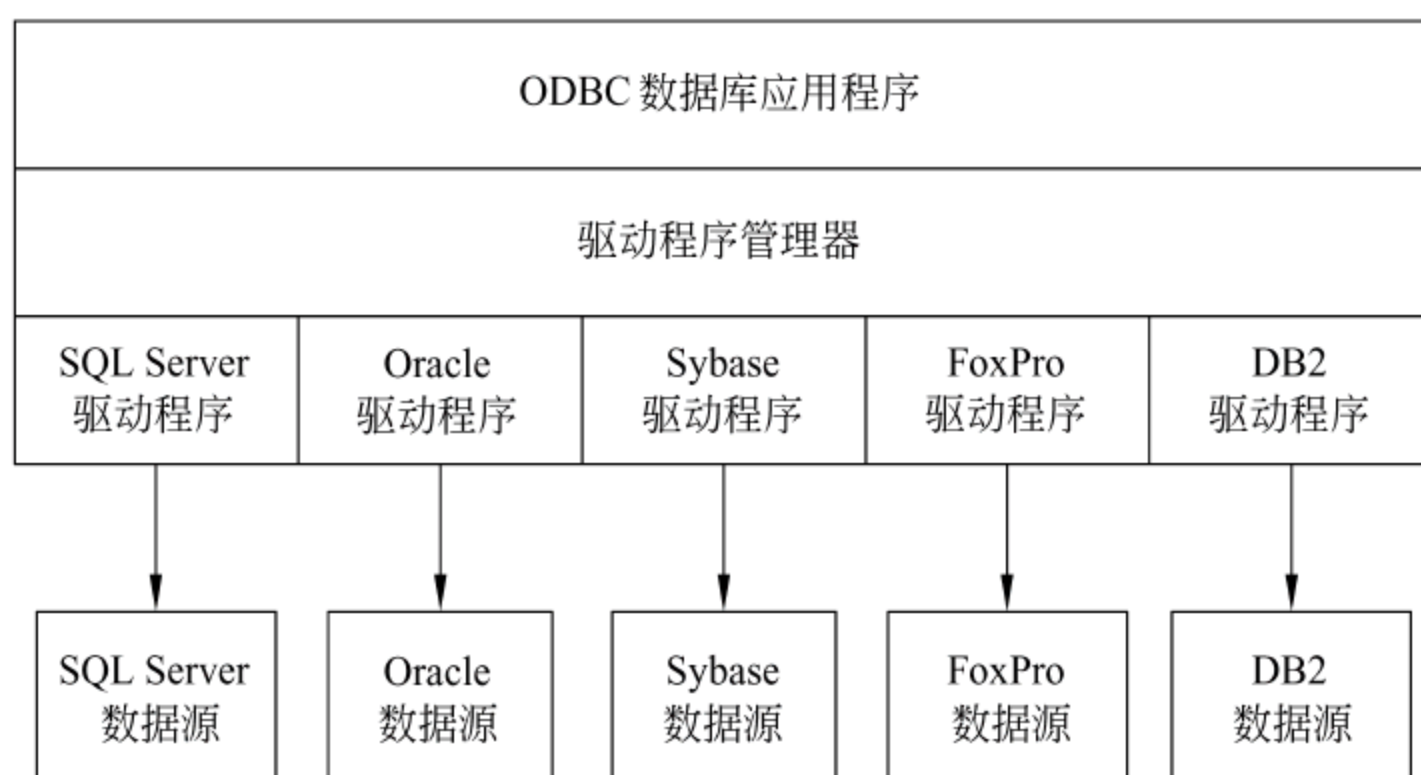 ODBC 数据库应用程序
驱动程序管理器
SQL Server
驱动程序
Oracle
驱动程序
Sybase
驱动程序
FoxPro
驱动程序
DB2
驱动程序
SQL Server
数据源
Oracle
数据源
Sybase
数据源
FoxPro
数据源
DB2
数据源